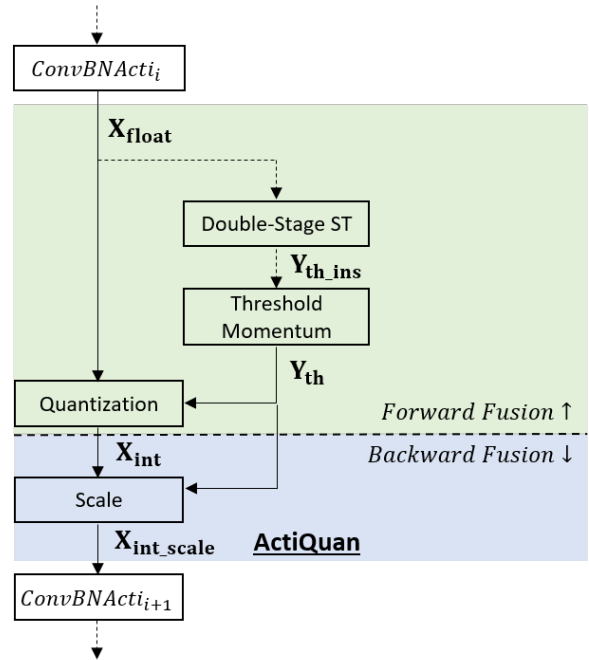 ConvBNActi_i
X_float
Double-Stage ST
Y_th_ins
Threshold
Momentum
Y_th
Quantization
Forward Fusion ↑
X_int
Backward Fusion ↓
Scale
X_int_scale
ActiQuan
ConvBNActi_{i+1}